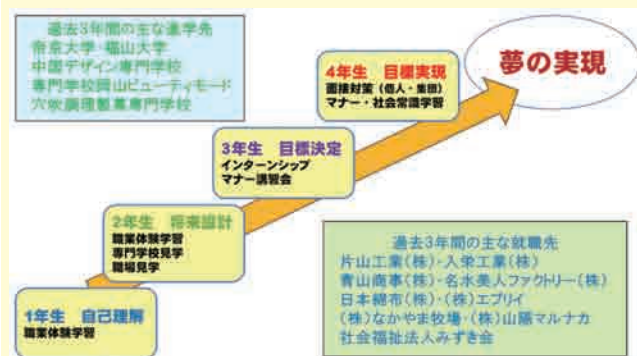 過去3年間の主な進学先
帝京大学・福山大学
中国デザイン専門学校
専門学校岡山ビューティモード
穴吹調理製菓専門学校
4年生 目標実現
面接対策（個人・集団）
マナー・社会常識学習
夢の実現
3年生 目標決定
インターンシップ
マナー講習会
2年生 将来設計
職業体験学習
専門学校見学
職場見学
1年生 自己理解
職業体験学習
過去3年間の主な就職先
片山工業(株)・入栄工業(株)
青山商事(株)・名水美人ファクトリー(株)
日本綿布(株)・(株)エブリイ
(株)なかやま牧場・(株)山陽マルナカ
社会福祉法人みずき会